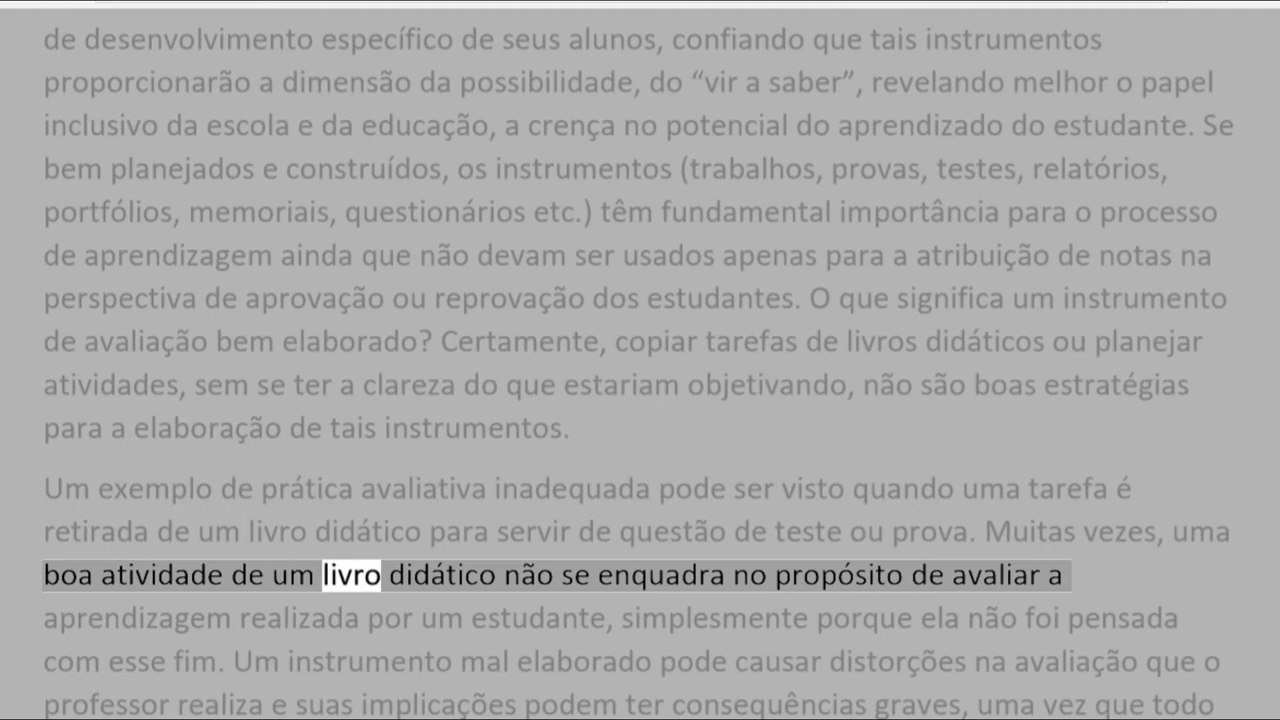 de desenvolvimento específico de seus alunos, confiando que tais instrumentos
proporcionarão a dimensão da possibilidade, do “vir a saber”, revelando melhor o papel
inclusivo da escola e da educação, a crença no potencial do aprendizado do estudante. Se
bem planejados e construídos, os instrumentos (trabalhos, provas, testes, relatórios,
portfólios, memoriais, questionários etc.) têm fundamental importância para o processo
de aprendizagem ainda que não devam ser usados apenas para a atribuição de notas na
perspectiva de aprovação ou reprovação dos estudantes. O que significa um instrumento
de avaliação bem elaborado? Certamente, copiar tarefas de livros didáticos ou planejar
atividades, sem se ter a clareza do que estariam objetivando, não são boas estratégias
para a elaboração de tais instrumentos.
Um exemplo de prática avaliativa inadequada pode ser visto quando uma tarefa é
retirada de um livro didático para servir de questão de teste ou prova. Muitas vezes, uma
boa atividade de um livro didático não se enquadra no propósito de avaliar a
aprendizagem realizada por um estudante, simplesmente porque ela não foi pensada
com esse fim. Um instrumento mal elaborado pode causar distorções na avaliação que o
professor realiza e suas implicações podem ter consequências graves, uma vez que todo